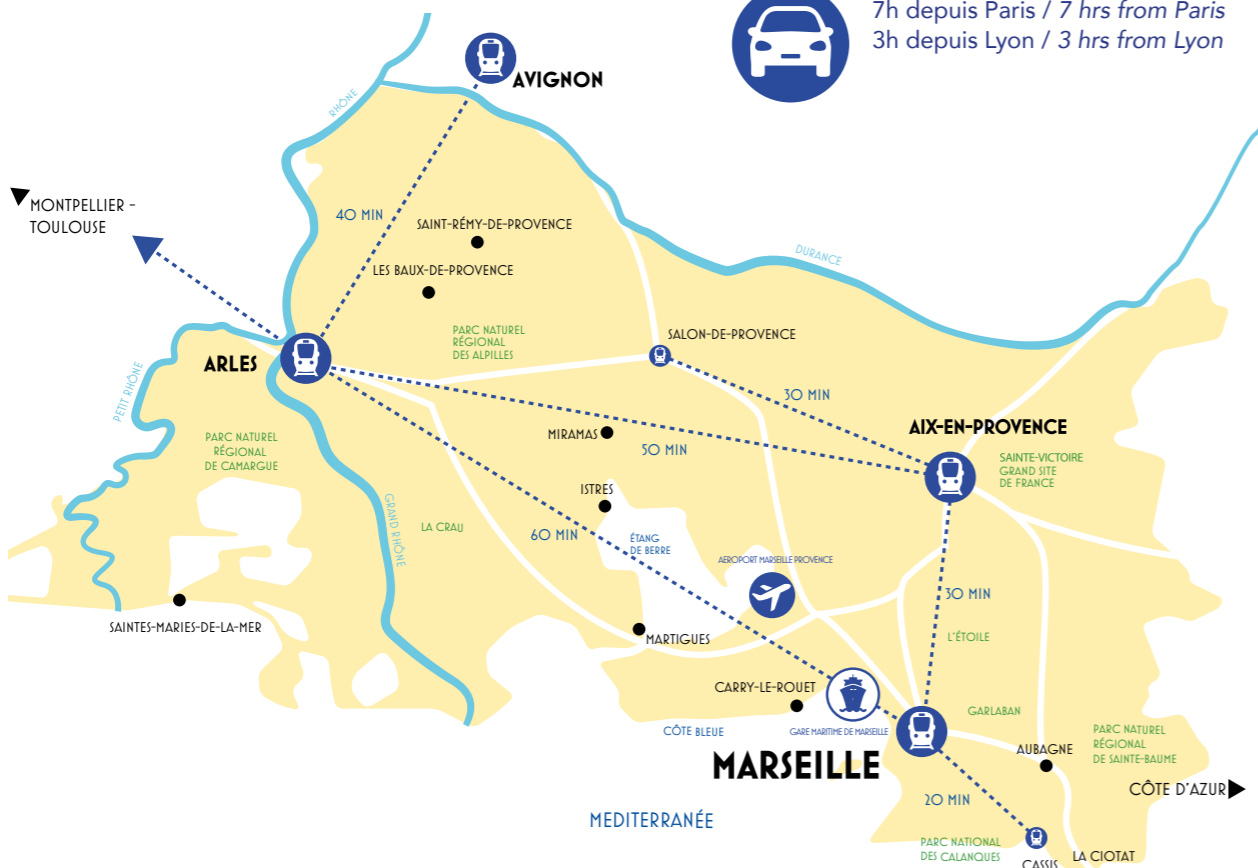 7h depuis Paris / 7 hrs from Paris
3h depuis Lyon / 3 hrs from Lyon
AVIGNON
RHÔNE
MONTPELLIER -
TOULOUSE
40 MIN
SAINT-RÉMY-DE-PROVENCE
LES BAUX-DE-PROVENCE
DURANCE
PARC NATUREL
RÉGIONAL
DES ALPILLES
SALON-DE-PROVENCE
ARLES
PETIT RHÔNE
30 MIN
AIX-EN-PROVENCE
PARC NATUREL
RÉGIONAL
DE CAMARGUE
MIRAMAS
50 MIN
SAINTE-VICTOIRE
GRAND SITE
DE FRANCE
ISTRES
GRAND RHÔNE
LA CRAU
60 MIN
ÉTANG
DE BERRE
AEROPORT MARSEILLE PROVENCE
30 MIN
SAINTES-MARIES-DE-LA-MER
MARTIGUES
L'ÉTOILE
CARRY-LE-ROUET
GARLABAN
CÔTE BLEUE
GARE MARITIME DE MARSEILLE
PARC NATUREL
RÉGIONAL
DE SAINTE-BAUME
AUBAGNE
MARSEILLE
CÔTE D'AZUR
20 MIN
MEDITERRANÉE
PARC NATIONAL
DES CALANQUES
LA CIOTAT
CASSIS